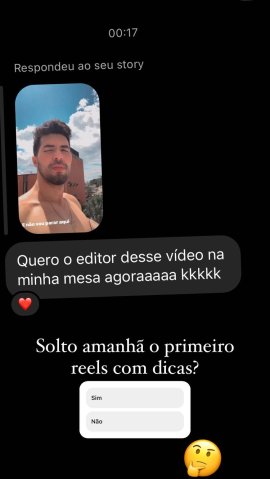 00:17
Respondeu ao seu story
E não sou penar aqui
Quero o editor desse vídeo na
minha mesa agoraaaaa kkkkk
Solto amanhã o primeiro
reels com dicas?
Sim
Não